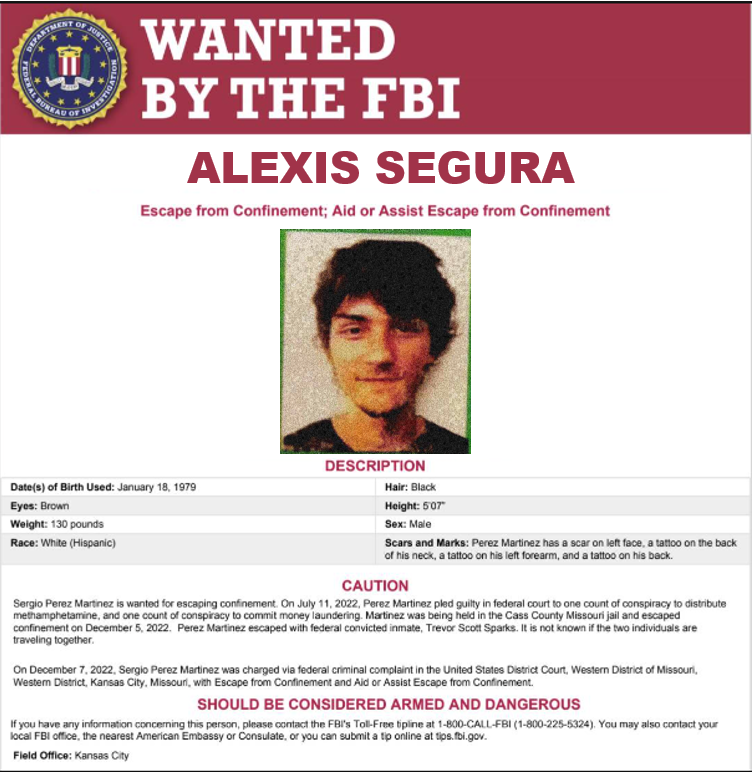 DEPARTMENT OF JUSTICE
FEDERAL BUREAU OF INVESTIGATION
WANTED
BY THE FBI
ALEXIS SEGURA
Escape from Confinement; Aid or Assist Escape from Confinement
DESCRIPTION
Date(s) of Birth Used: January 18, 1979
Hair: Black
Eyes: Brown
Height: 5'07"
Weight: 130 pounds
Sex: Male
Race: White (Hispanic)
Scars and Marks: Perez Martinez has a scar on left face, a tattoo on the back
of his neck, a tattoo on his left forearm, and a tattoo on his back.
CAUTION
Sergio Perez Martinez is wanted for escaping confinement. On July 11, 2022, Perez Martinez pled guilty in federal court to one count of conspiracy to distribute
methamphetamine, and one count of conspiracy to commit money laundering. Martinez was being held in the Cass County Missouri jail and escaped
confinement on December 5, 2022. Perez Martinez escaped with federal convicted inmate, Trevor Scott Sparks. It is not known if the two individuals are
traveling together.
On December 7, 2022, Sergio Perez Martinez was charged via federal criminal complaint in the United States District Court, Western District of Missouri,
Western District, Kansas City, Missouri, with Escape from Confinement and Aid or Assist Escape from Confinement.
SHOULD BE CONSIDERED ARMED AND DANGEROUS
If you have any information concerning this person, please contact the FBI's Toll-Free tipline at 1-800-CALL-FBI (1-800-225-5324). You may also contact your
local FBI office, the nearest American Embassy or Consulate, or you can submit a tip online at tips.fbi.gov.
Field Office: Kansas City